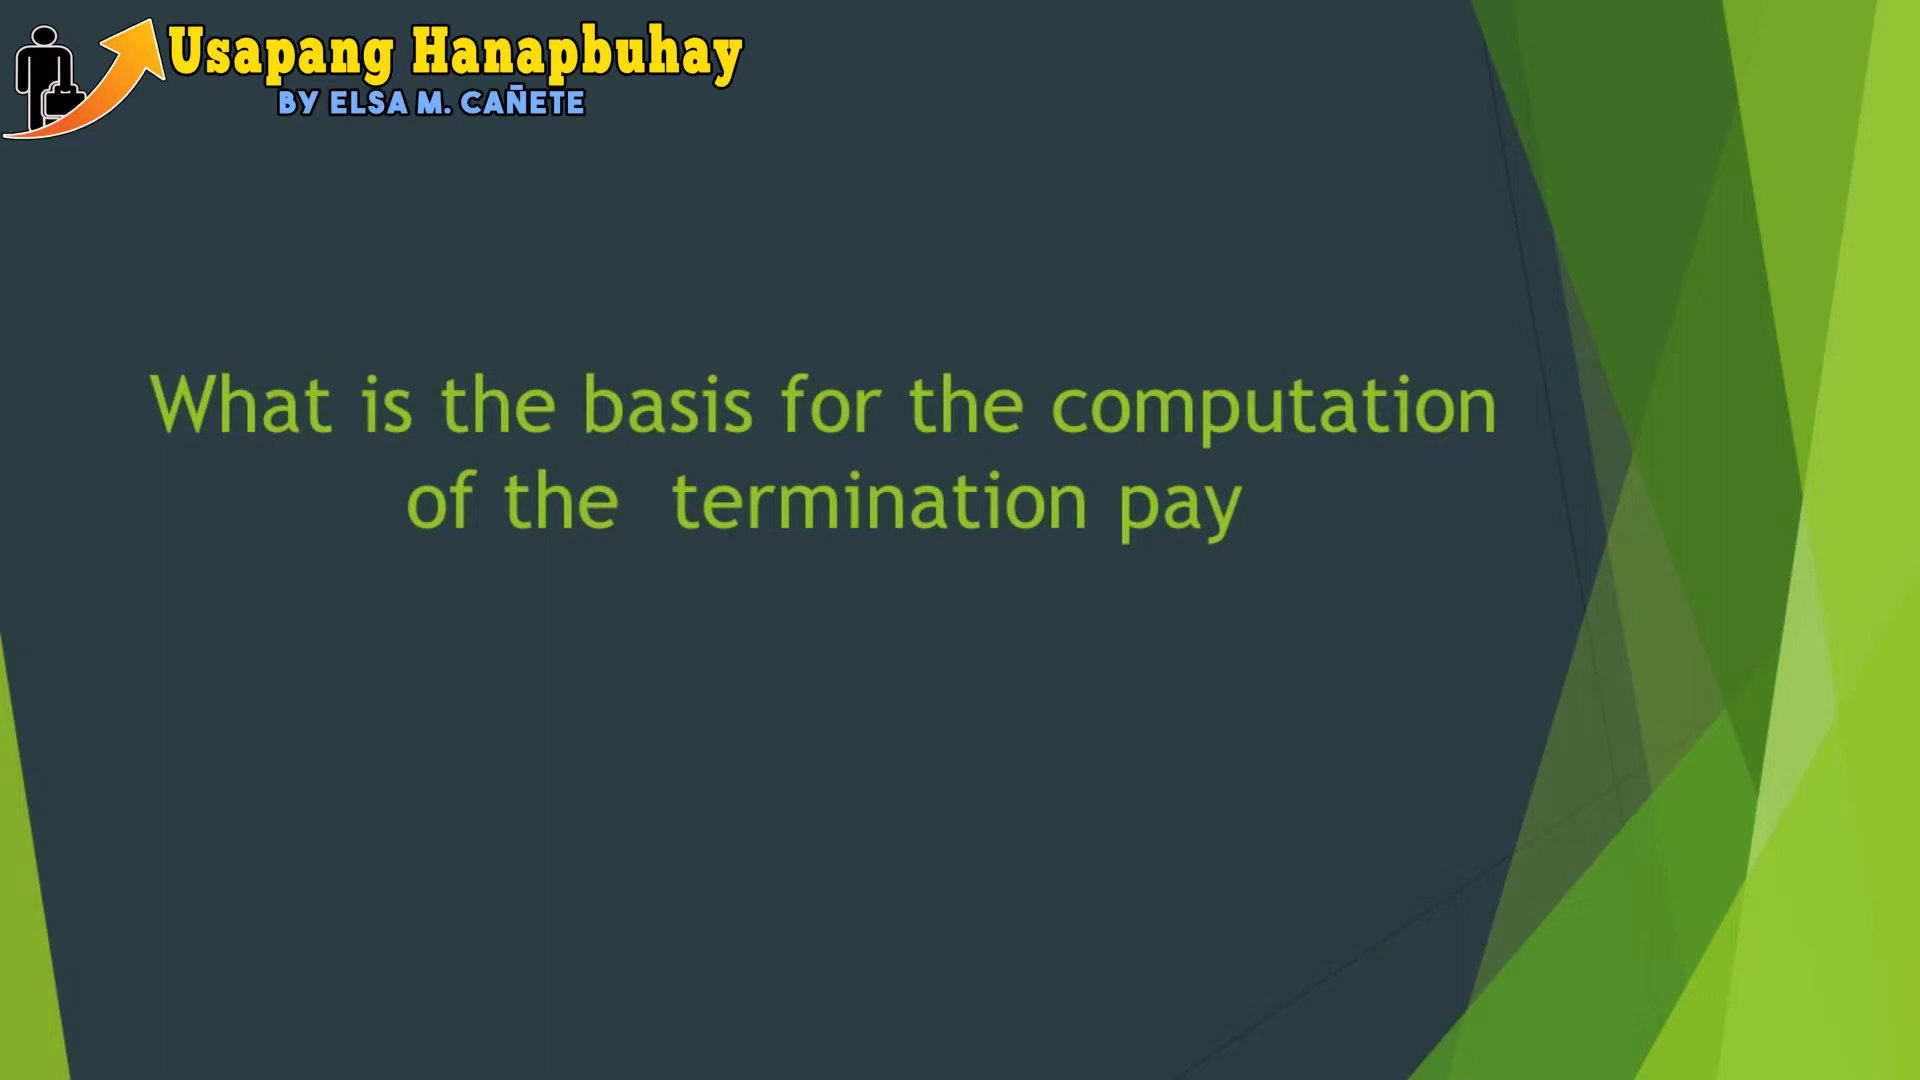 Usapang Hanapbuhay
BY ELSA M. CAÑETE
What is the basis for the computation
of the termination pay